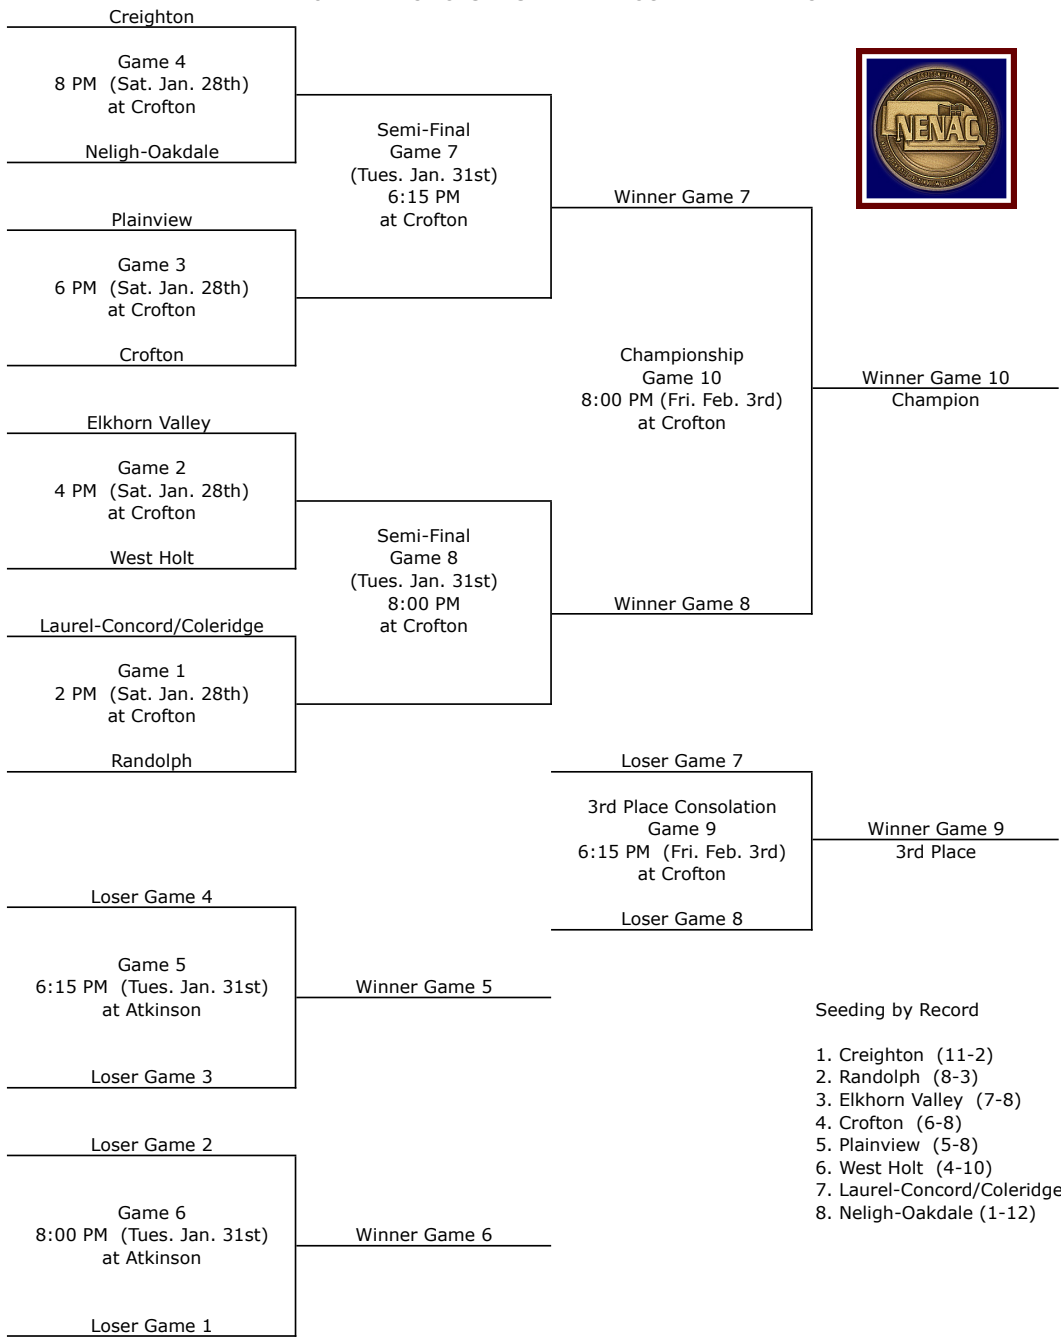 Creighton
Game 4
8 PM (Sat. Jan. 28th)
at Crofton
Neligh-Oakdale
Plainview
Game 3
6 PM (Sat. Jan. 28th)
at Crofton
Crofton
Elkhorn Valley
Game 2
4 PM (Sat. Jan. 28th)
at Crofton
West Holt
Laurel-Concord/Coleridge
Game 1
2 PM (Sat. Jan. 28th)
at Crofton
Randolph
Semi-Final
Game 7
(Tues. Jan. 31st)
6:15 PM
at Crofton
Semi-Final
Game 8
(Tues. Jan. 31st)
8:00 PM
at Crofton
Winner Game 7
Championship
Game 10
8:00 PM (Fri. Feb. 3rd)
at Crofton
Winner Game 8
Winner Game 10
Champion
NENAC
Loser Game 7
3rd Place Consolation
Game 9
6:15 PM (Fri. Feb. 3rd)
at Crofton
Loser Game 8
Winner Game 9
3rd Place
Loser Game 4
Game 5
6:15 PM (Tues. Jan. 31st)
at Atkinson
Loser Game 3
Winner Game 5
Loser Game 2
Game 6
8:00 PM (Tues. Jan. 31st)
at Atkinson
Loser Game 1
Winner Game 6
Seeding by Record
1. Creighton (11-2)
2. Randolph (8-3)
3. Elkhorn Valley (7-8)
4. Crofton (6-8)
5. Plainview (5-8)
6. West Holt (4-10)
7. Laurel-Concord/Coleridge
8. Neligh-Oakdale (1-12)